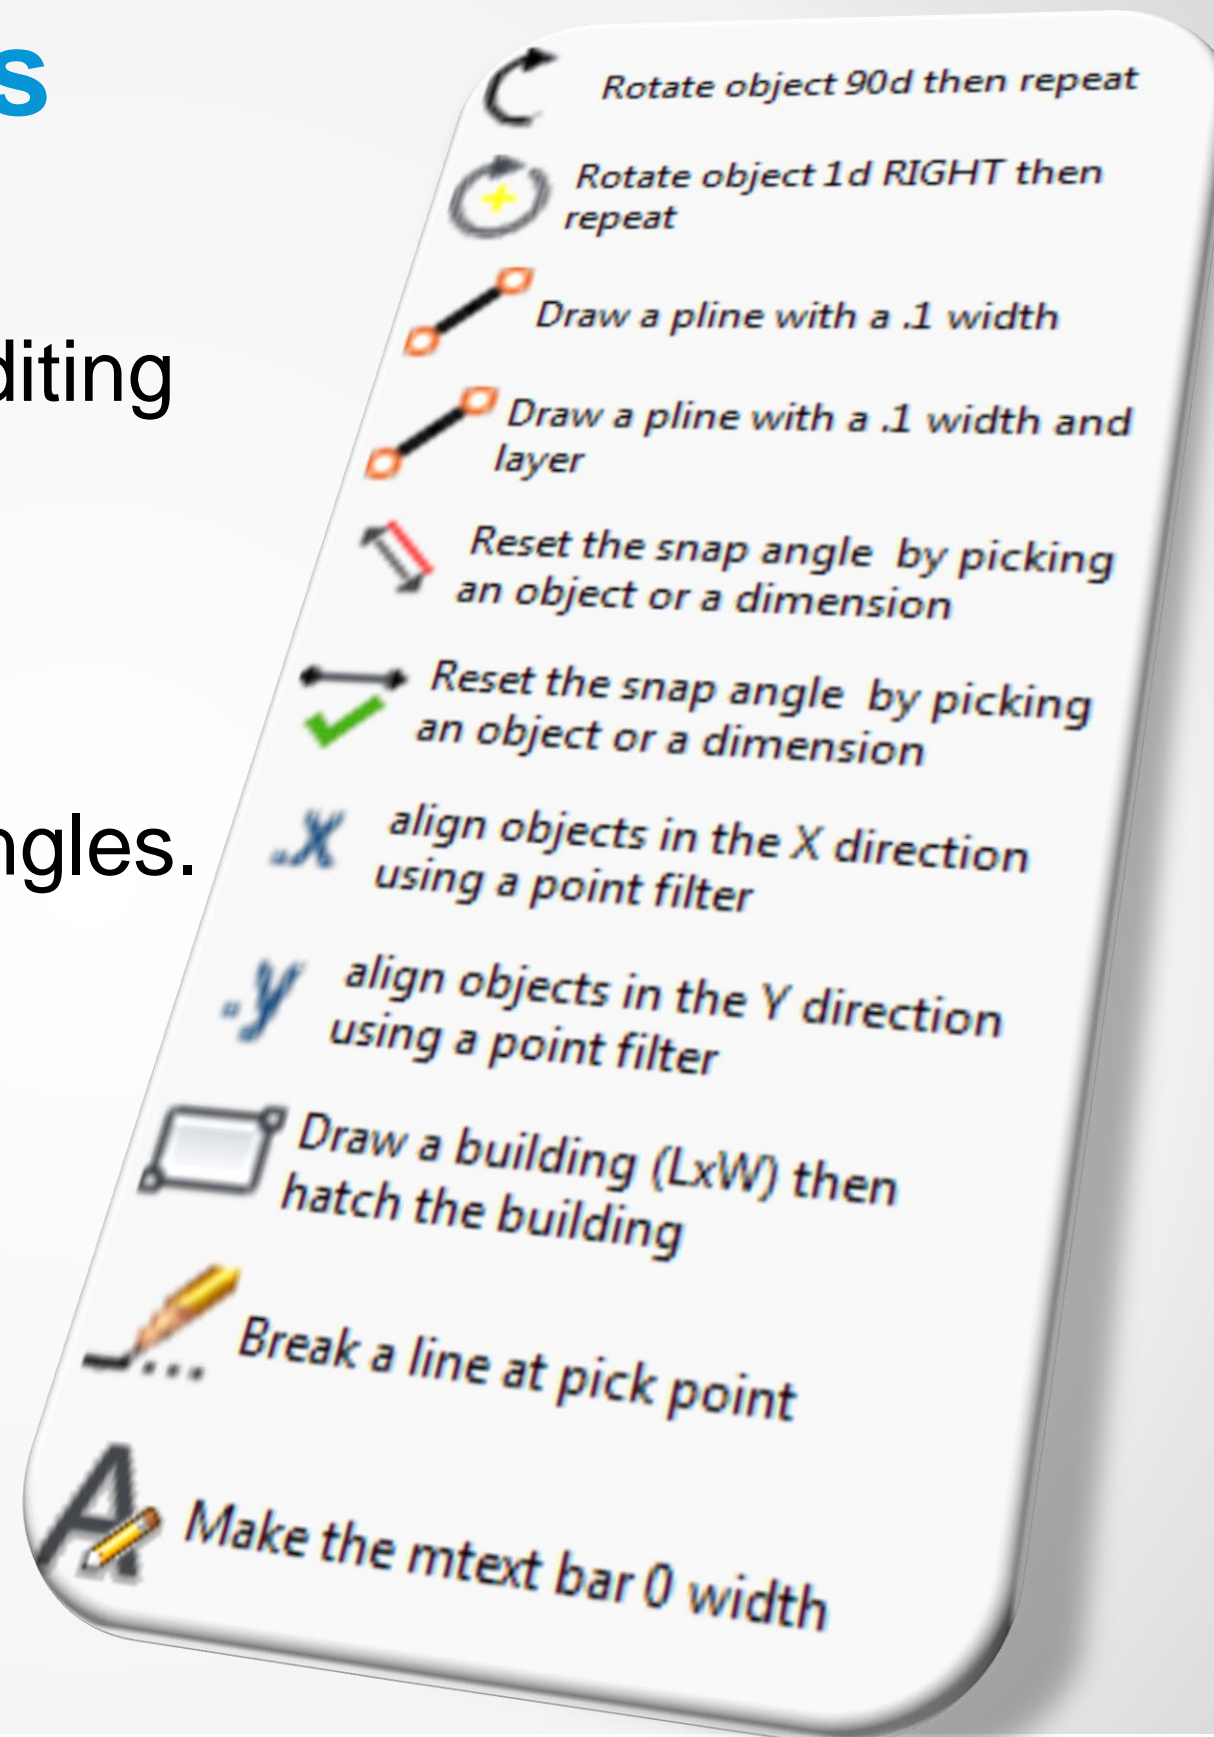 s
diting
ngles.
Rotate object 90d then repeat
Rotate object 1d RIGHT then
repeat
Draw a pline with a .1 width
Draw a pline with a .1 width and
layer
Reset the snap angle  by picking
an object or a dimension
Reset the snap angle  by picking
an object or a dimension
.x
align objects in the X direction
using a point filter
.y
align objects in the Y direction
using a point filter
Draw a building (LxW) then
hatch the building
Break a line at pick point
A
Make the mtext bar 0 width